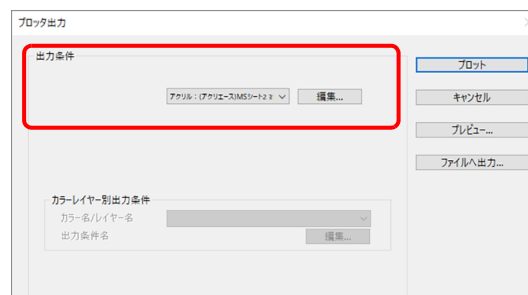 プロッタ出力
出力条件
アクリル：(アクリエース)MSシート2
編集...
プロット
キャンセル
プレビュー...
ファイルへ出力...
カラーレイヤー別出力条件
カラー名/レイヤー名
出力条件名
編集...